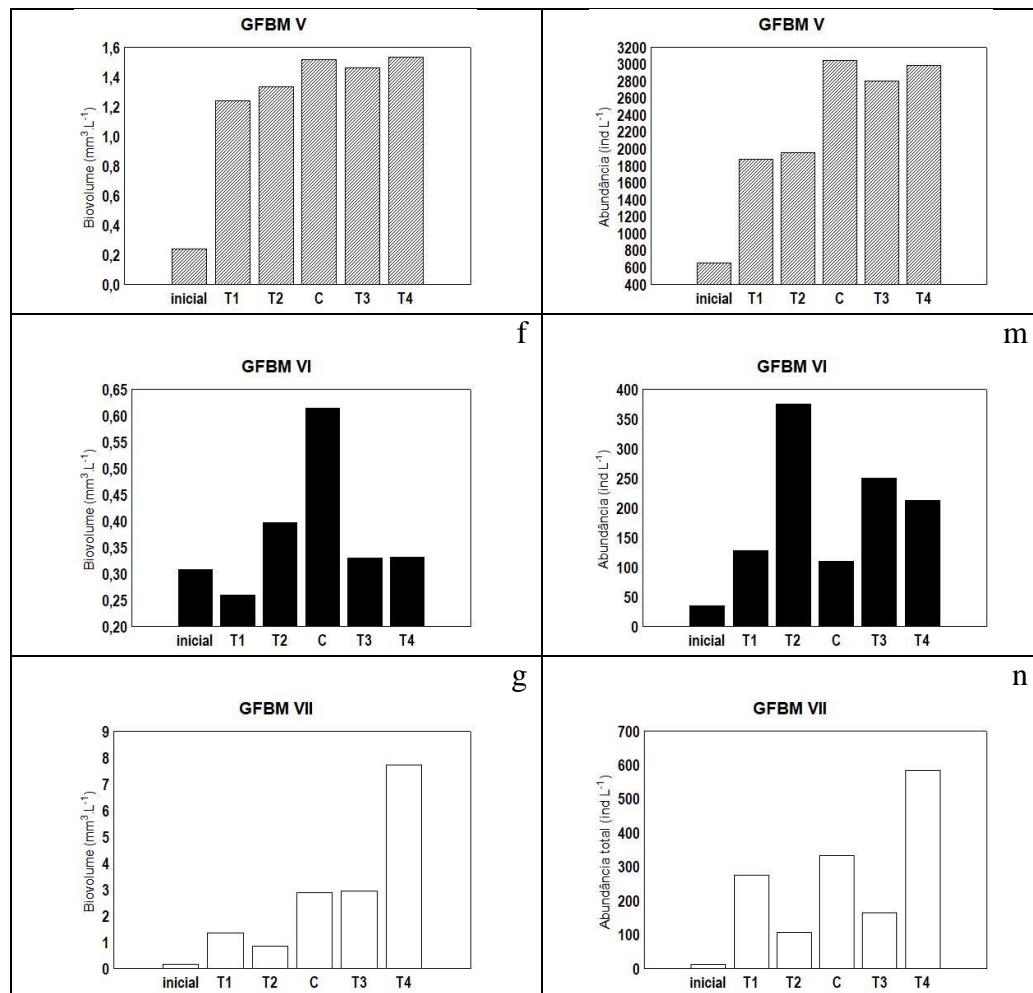 GFBM V
Biovolume (mm³.L⁻¹)
1,6
1,4
1,2
1,0
0,8
0,6
0,4
0,2
0,0
inicial T1 T2 C T3 T4
GFBM V
Abundância (ind L⁻¹)
3200
3000
2800
2600
2400
2200
2000
1800
1600
1400
1200
1000
800
600
400
inicial T1 T2 C T3 T4
f
GFBM VI
Biovolume (mm³.L⁻¹)
0,65
0,60
0,55
0,50
0,45
0,40
0,35
0,30
0,25
0,20
inicial T1 T2 C T3 T4
m
GFBM VI
Abundância (ind L⁻¹)
400
350
300
250
200
150
100
50
0
inicial T1 T2 C T3 T4
g
GFBM VII
Biovolume (mm³.L⁻¹)
9
8
7
6
5
4
3
2
1
0
inicial T1 T2 C T3 T4
n
GFBM VII
Abundância total (ind L⁻¹)
700
600
500
400
300
200
100
0
inicial T1 T2 C T3 T4